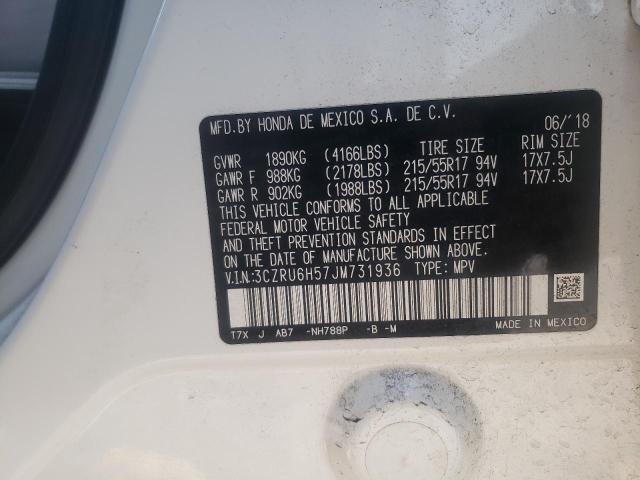 MFD.BY HONDA DE MEXICO S.A. DE C.V. 06/'18
TIRE SIZE RIM SIZE
GVWR 1890KG (4166LBS)
GAWR F 988KG (2178LBS) 215/55R17 94V 17X7.5J
GAWR R 902KG (1988LBS) 215/55R17 94V 17X7.5J
THIS VEHICLE CONFORMS TO ALL APPLICABLE
FEDERAL MOTOR VEHICLE SAFETY
AND THEFT PREVENTION STANDARDS IN EFFECT
ON THE DATE OF MANUFACTURE SHOWN ABOVE.
V.I.N.:3CZRU6H57JM731936 TYPE: MPV
T7X J AB7 -NH788P -B -M
MADE IN MEXICO